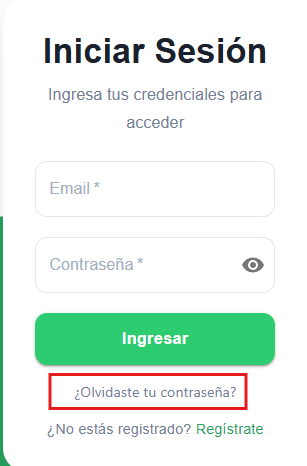 Iniciar Sesión
Ingresa tus credenciales para
acceder
Email *
Contraseña *
Ingresar
¿Olvidaste tu contraseña?
¿No estás registrado? Regístrate